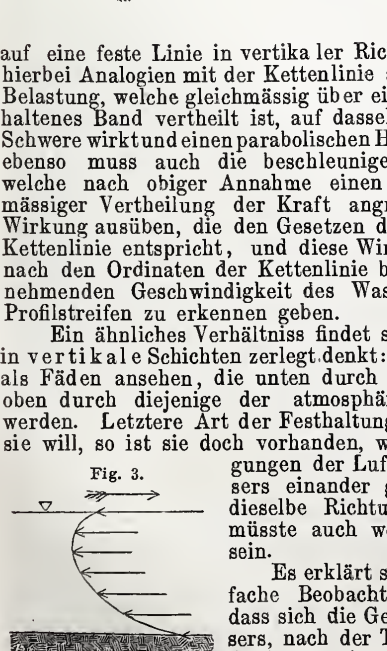 auf eine feste Linie in vertika ler Ric
hierbei Analogien mit der Kettenlinie
Belastung, welche gleichmässig über ei
haltenes Band vertheilt ist, auf dasse
Schwere wirkt und einen parabolischen H
ebenso muss auch die beschleunige
welche nach obiger Annahme einen
mässiger Vertheilung der Kraft angr
Wirkung ausüben, die den Gesetzen d
Kettenlinie entspricht, und diese Wir
nach den Ordinaten der Kettenlinie b
nehmenden Geschwindigkeit des Was
Profilstreifen zu erkennen geben.
Ein ähnliches Verhältniss findet s
in vertikale Schichten zerlegt denkt:
als Fäden ansehen, die unten durch
oben durch diejenige der atmosphä
werden. Letztere Art der Festhaltung
sie will, so ist sie doch vorhanden, w
gungen der Luf
sers einander g
dieselbe Richtu
müsste auch we
sein.
Es erklärt s
fache Beobacht
dass sich die Ge
sers, nach der T
Fig. 3.